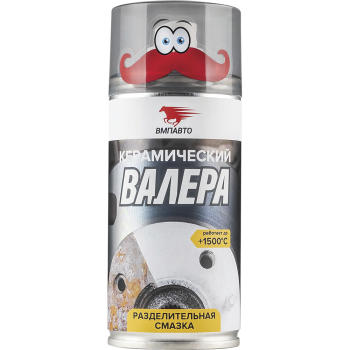 ВМПАВТО
КЕРАМИЧЕСКИЙ
ВАЛЕРА
работает до
+1500°C
РАЗДЕЛИТЕЛЬНАЯ
СМАЗКА